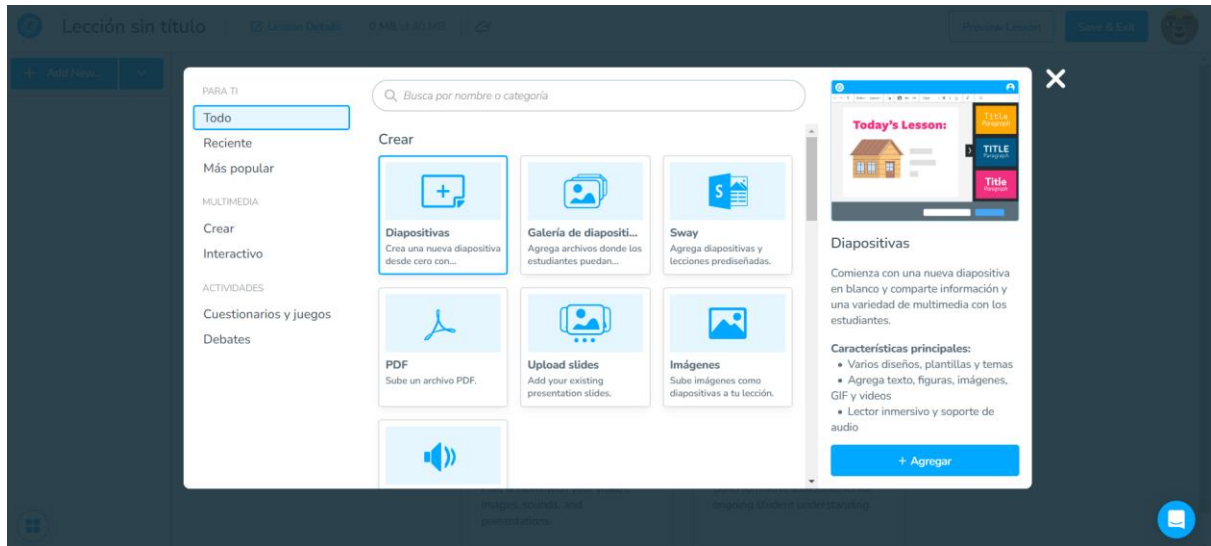 Lección sin título
Lesson Details
0 MB of 40 MB
Preview Lesson
Save & Exit
+ Add New...
PARA TI
Todo
Reciente
Más popular
MULTIMEDIA
Crear
Interactivo
ACTIVIDADES
Cuestionarios y juegos
Debates
Busca por nombre o categoría
Crear
Diapositivas
Crea una nueva diapositiva
desde cero con...
Galería de diapositi...
Agrega archivos donde los
estudiantes puedan...
Sway
Agrega diapositivas y
lecciones prediseñadas.
PDF
Sube un archivo PDF.
Upload slides
Add your existing
presentation slides.
Imágenes
Sube imágenes como
diapositivas a tu lección.
Today's Lesson:
Title
Paragraph
TITLE
Paragraph
Title
Paragraph
Diapositivas
Comienza con una nueva diapositiva
en blanco y comparte información y
una variedad de multimedia con los
estudiantes.
Características principales:
• Varios diseños, plantillas y temas
• Agrega texto, figuras, imágenes,
GIF y videos
• Lector inmersivo y soporte de
audio
+ Agregar
images, sounds, and
presentations.
ongoing student understanding.